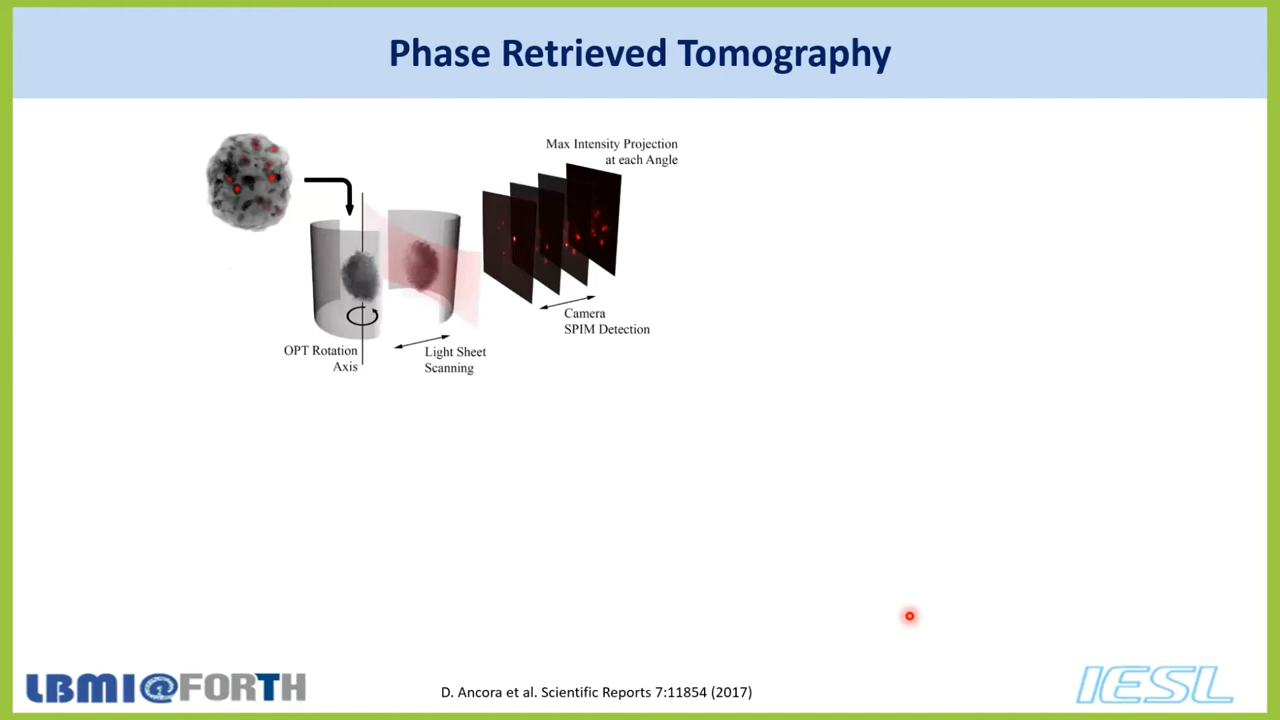 Phase Retrieved Tomography
Max Intensity Projection
at each Angle
Camera
SPIM Detection
OPT Rotation
Axis
Light Sheet
Scanning
LBMI@FORTH
D. Ancora et al. Scientific Reports 7:11854 (2017)
IESL